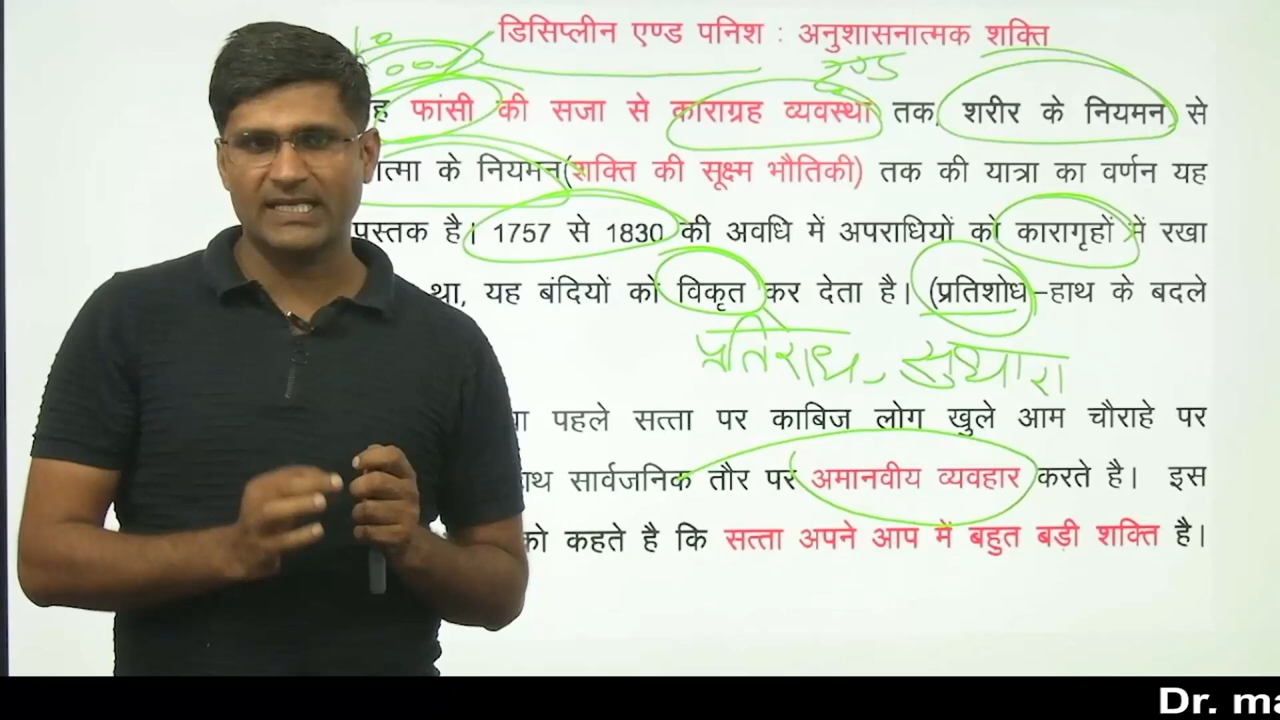 डिसिप्लीन एण्ड पनिश : अनुशासनात्मक शक्ति
दण्ड
फांसी की सजा से काराग्रह व्यवस्था तक, शरीर के नियमन से
के नियमन(शक्ति की सूक्ष्म भौतिकी) तक की यात्रा का वर्णन यह
पुस्तक है। 1757 से 1830 की अवधि में अपराधियों को कारागृहों में रखा
था, यह बंदियों को विकृत कर देता है। (प्रतिशोध-हाथ के बदले
प्रतिरोध, सुधारा
पहले सत्ता पर काबिज लोग खुले आम चौराहे पर
सार्वजनिक तौर पर अमानवीय व्यवहार करते है। इस
को कहते है कि सत्ता अपने आप में बहुत बड़ी शक्ति है।
Dr.